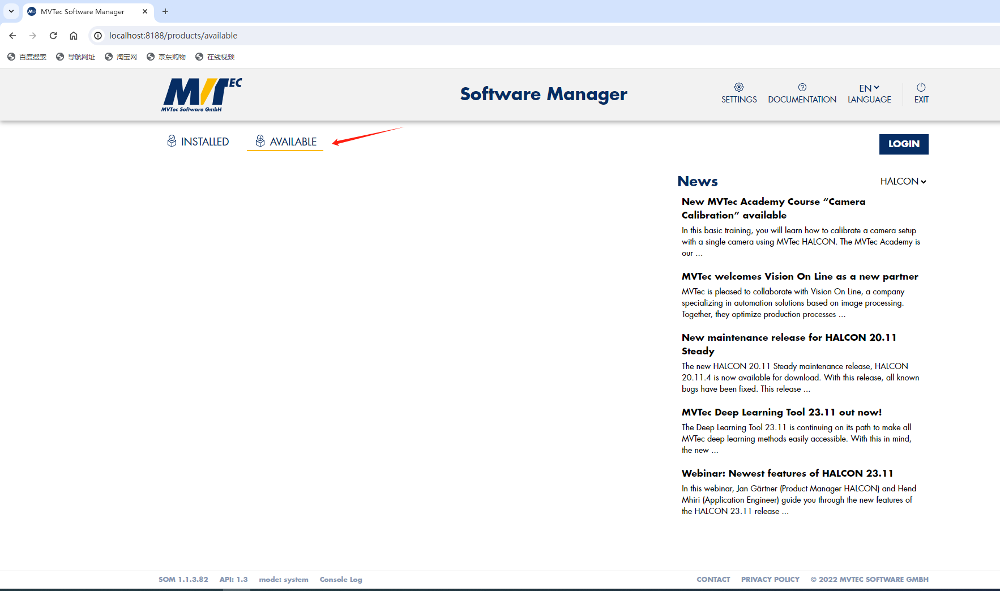 MVTec Software Manager
localhost:8188/products/available
百度搜索 导航网址 淘宝网 京东购物 在线视频
MVTEC
MVTec Software GmbH
Software Manager
SETTINGS
DOCUMENTATION
EN
LANGUAGE
EXIT
INSTALLED
AVAILABLE
LOGIN
News
HALCON
New MVTec Academy Course “Camera
Calibration” available
In this basic training, you will learn how to calibrate a camera setup
with a single camera using MVTec HALCON. The MVTec Academy is
our ...
MVTec welcomes Vision On Line as a new partner
MVTec is pleased to collaborate with Vision On Line, a company
specializing in automation solutions based on image processing.
Together, they optimize production processes ...
New maintenance release for HALCON 20.11
Steady
The new HALCON 20.11 Steady maintenance release, HALCON
20.11.4 is now available for download. With this release, all known
bugs have been fixed. This release ...
MVTec Deep Learning Tool 23.11 out now!
The Deep Learning Tool 23.11 is continuing on its path to make all
MVTec deep learning methods easily accessible. With this in mind,
the new ...
Webinar: Newest features of HALCON 23.11
In this webinar, Jan Gärtner (Product Manager HALCON) and Hend
Mhiri (Application Engineer) guide you through the new features of
the HALCON 23.11 release ...
SOM 1.1.3.82 API: 1.3 mode: system Console Log
CONTACT PRIVACY POLICY © 2022 MVTEC SOFTWARE GMBH